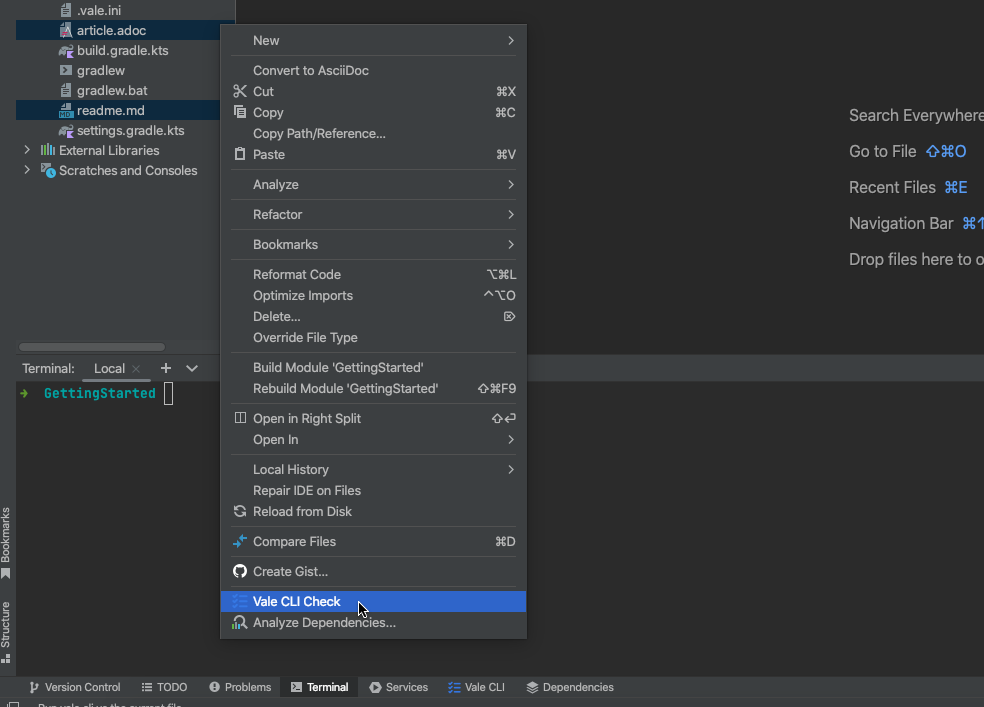 .vale.ini
article.adoc
build.gradle.kts
gradlew
gradlew.bat
readme.md
settings.gradle.kts
External Libraries
Scratches and Consoles
New
Convert to AsciiDoc
Cut ⌘X
Copy ⌘C
Copy Path/Reference...
Paste ⌘V
Analyze
Refactor
Bookmarks
Reformat Code ⌥⌘L
Optimize Imports ^⌥O
Delete... ⌦
Override File Type
Build Module 'GettingStarted'
Rebuild Module 'GettingStarted' ⇧⌘F9
Open in Right Split ⇧⏎
Open In
Local History
Repair IDE on Files
Reload from Disk
Compare Files ⌘D
Create Gist...
Vale CLI Check
Analyze Dependencies...
Search Everywhere
Go to File ⇧⌘O
Recent Files ⌘E
Navigation Bar ⌘↑
Drop files here to o
Terminal: Local × +
→ GettingStarted
Bookmarks
Structure
Version Control TODO Problems Terminal Services Vale CLI Dependencies